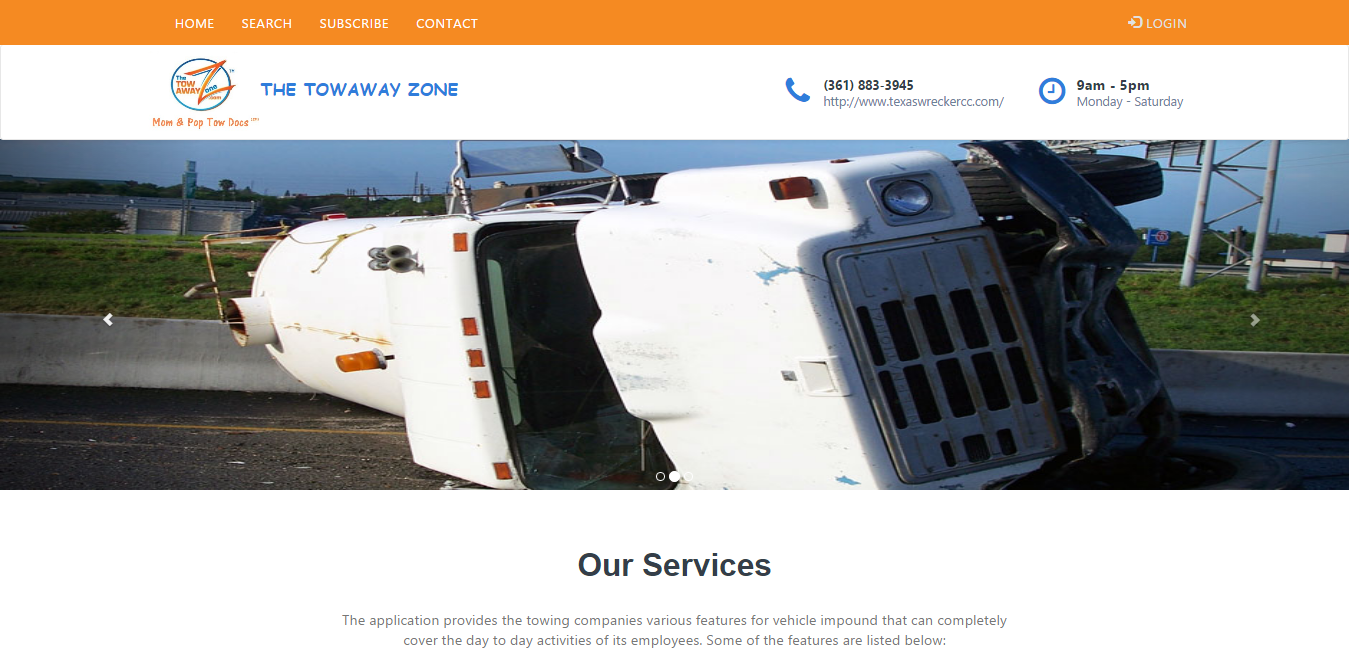 HOME SEARCH SUBSCRIBE CONTACT LOGIN
The TOW AWAY Zone .com TM
Mom & Pop Tow Docs
THE TOWAWAY ZONE
(361) 883-3945
http://www.texaswreckercc.com/
9am - 5pm
Monday - Saturday
Our Services
The application provides the towing companies various features for vehicle impound that can completely
cover the day to day activities of its employees. Some of the features are listed below: